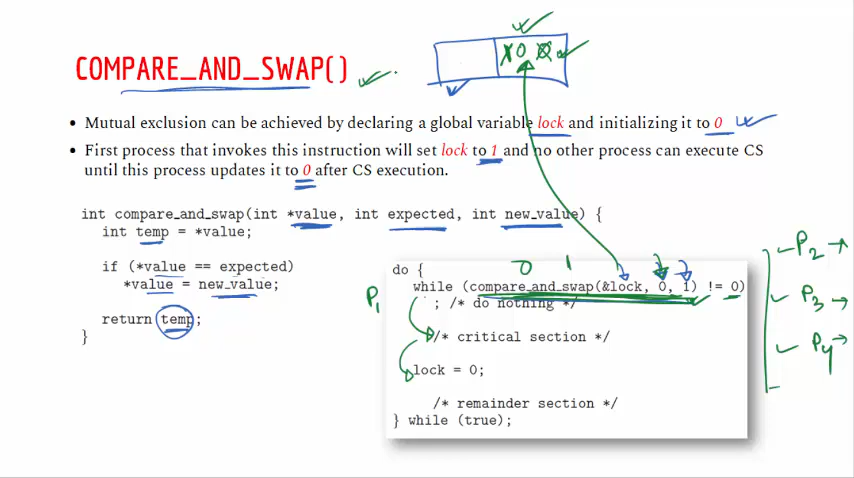 COMPARE_AND_SWAP()
• Mutual exclusion can be achieved by declaring a global variable lock and initializing it to 0
• First process that invokes this instruction will set lock to 1 and no other process can execute CS
until this process updates it to 0 after CS execution.
int compare_and_swap(int *value, int expected, int new_value) {
int temp = *value;
if (*value == expected)
*value = new_value;
return temp;
}
0 1
do {
while (compare_and_swap(&lock, 0, 1) != 0)
; /* do nothing */
/* critical section */
lock = 0;
/* remainder section */
} while (true);
P1
P2
P3
P4